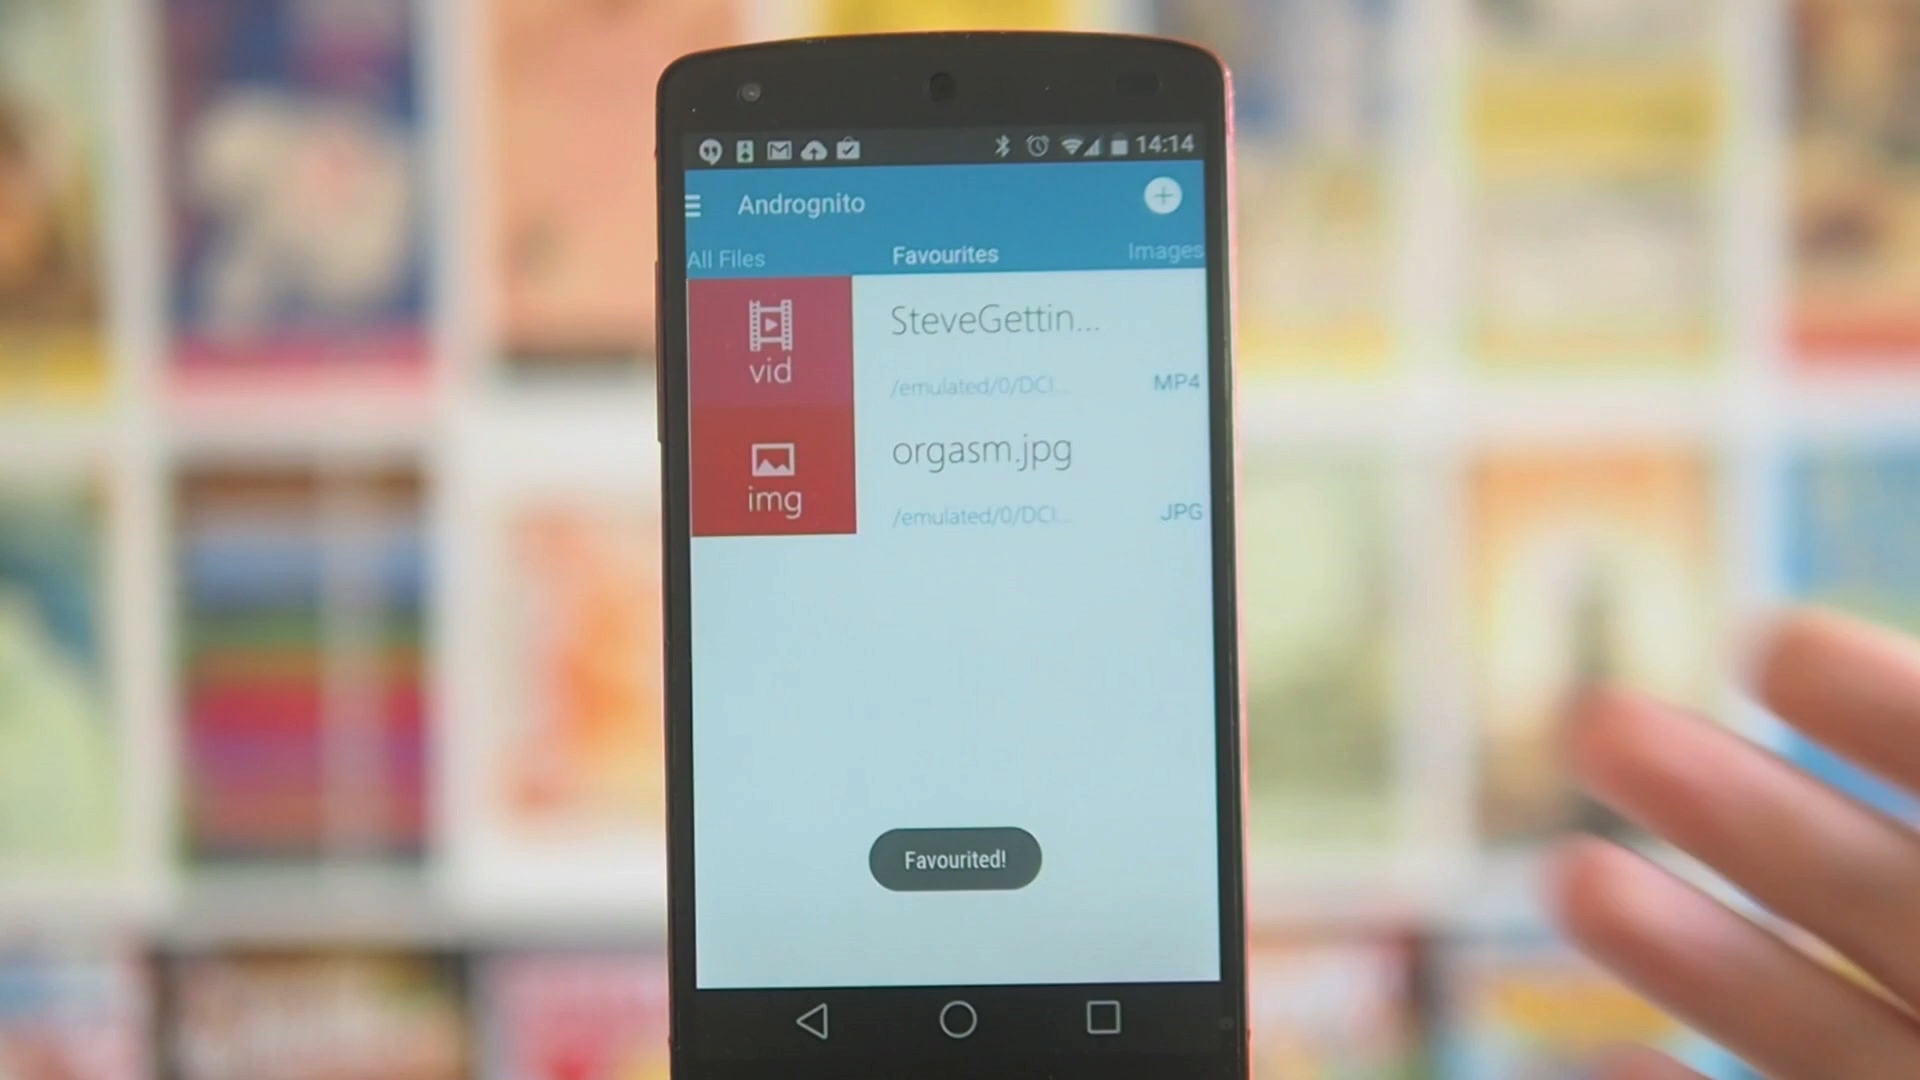 14:14
Andrognito
All Files
Favourites
Images
vid
SteveGettin...
/emulated/0/DCI...
MP4
img
orgasm.jpg
/emulated/0/DCI...
JPG
Favourited!